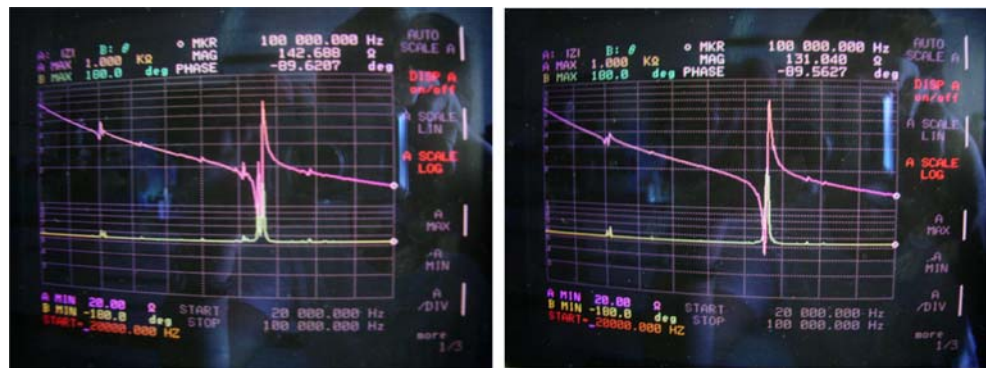 A: |Z| B: θ
A MAX 1.000 KΩ
B MAX 180.0 deg
o MKR 100 000.000 Hz
MAG 142.688 Ω
PHASE -89.6207 deg
AUTO
SCALE A
DISP A
on/off
A SCALE
LIN
A SCALE
LOG
A
MAX
A
MIN
A
/DIV
more
1/3
A MIN 20.00 Ω
B MIN -180.0 deg
START- 20000.000 HZ
START 20 000.000 Hz
STOP 100 000.000 Hz
A: |Z| B: θ
A MAX 1.000 KΩ
B MAX 180.0 deg
o MKR 100 000.000 Hz
MAG 131.040 Ω
PHASE -89.5627 deg
AUTO
SCALE A
DISP A
on/off
A SCALE
LIN
A SCALE
LOG
A
MAX
A
MIN
A
/DIV
more
1/3
A MIN 20.00 Ω
B MIN -180.0 deg
START- 20000.000 HZ
START 20 000.000 Hz
STOP 100 000.000 Hz